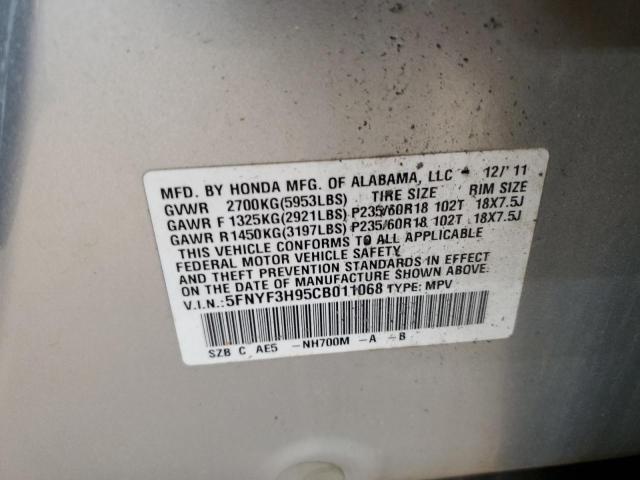 MFD. BY HONDA MFG. OF ALABAMA, LLC 12/'11
GVWR 2700KG(5953LBS) TIRE SIZE RIM SIZE
GAWR F 1325KG(2921LBS) P235/60R18 102T 18X7.5J
GAWR R1450KG(3197LBS) P235/60R18 102T 18X7.5J
THIS VEHICLE CONFORMS TO ALL APPLICABLE
FEDERAL MOTOR VEHICLE SAFETY
AND THEFT PREVENTION STANDARDS IN EFFECT
ON THE DATE OF MANUFACTURE SHOWN ABOVE.
V.I.N.:5FNYF3H95CB011068 TYPE: MPV
SZB C AE5 -NH700M -A -B